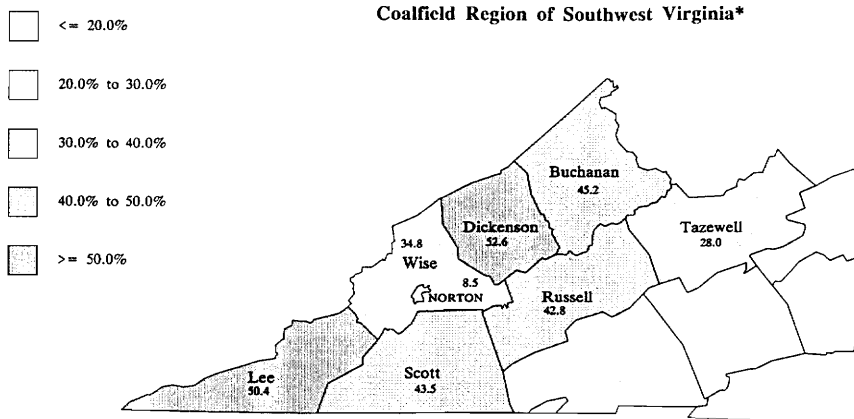 Coalfield Region of Southwest Virginia*
<= 20.0%
20.0% to 30.0%
30.0% to 40.0%
40.0% to 50.0%
>= 50.0%
Buchanan
45.2
Dickenson
52.6
Tazewell
28.0
34.8
Wise
8.5
NORTON
Russell
42.8
Lee
50.4
Scott
43.5